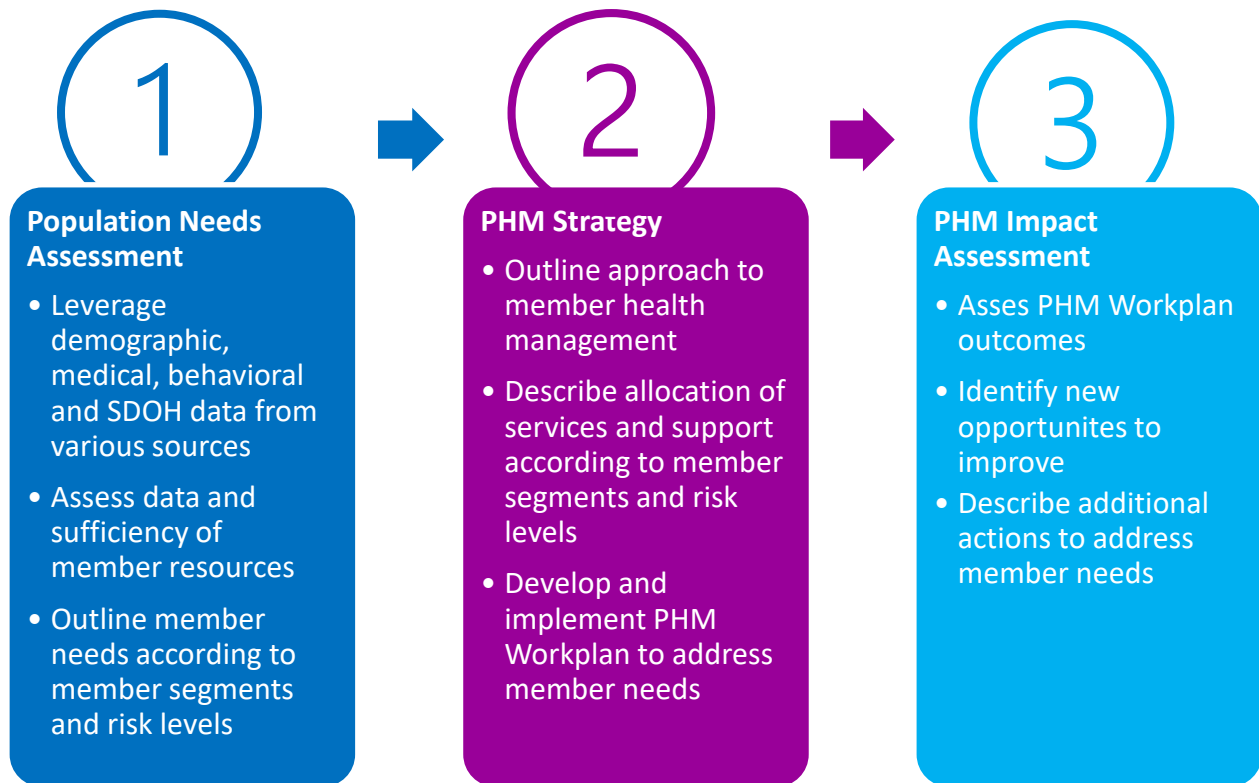 1
Population Needs
Assessment
• Leverage
demographic,
medical, behavioral
and SDOH data from
various sources
• Assess data and
sufficiency of
member resources
• Outline member
needs according to
member segments
and risk levels
2
PHM Strategy
• Outline approach to
member health
management
• Describe allocation of
services and support
according to member
segments and risk
levels
• Develop and
implement PHM
Workplan to address
member needs
3
PHM Impact
Assessment
• Asses PHM Workplan
outcomes
• Identify new
opportunites to
improve
• Describe additional
actions to address
member needs